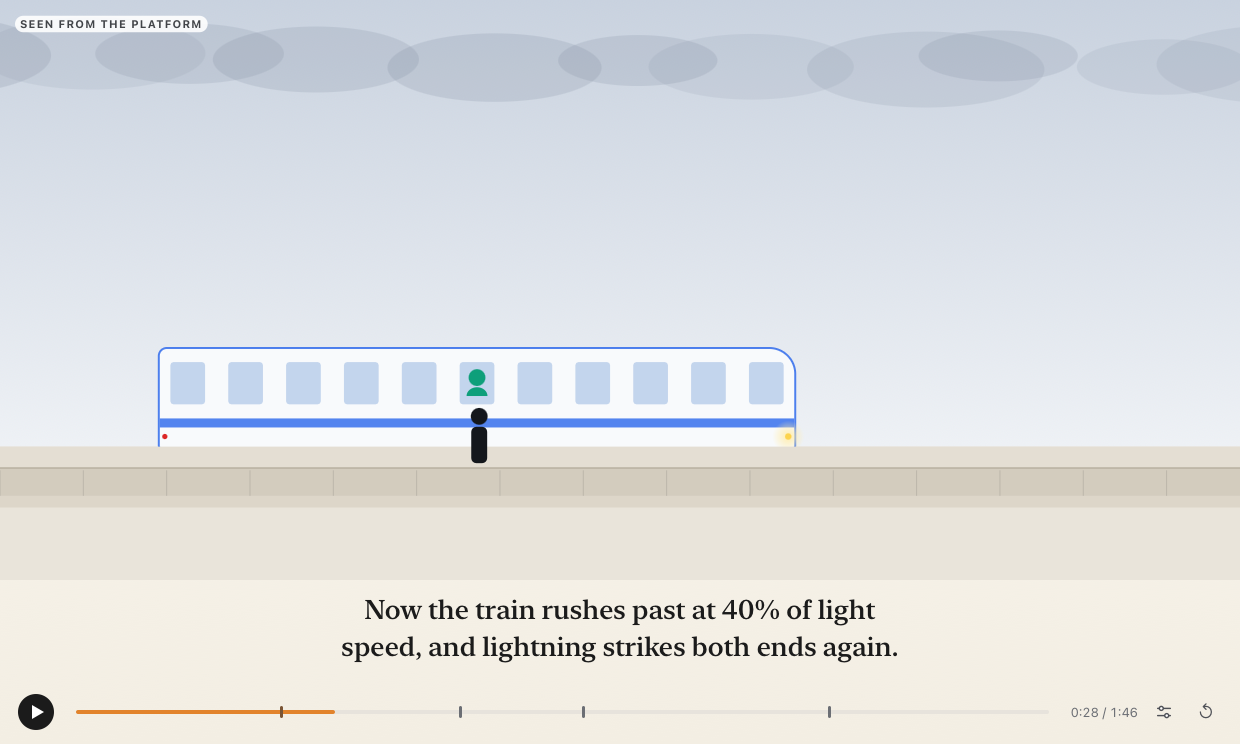 SEEN FROM THE PLATFORM
Now the train rushes past at 40% of light
speed, and lightning strikes both ends again.
0:28 / 1:46